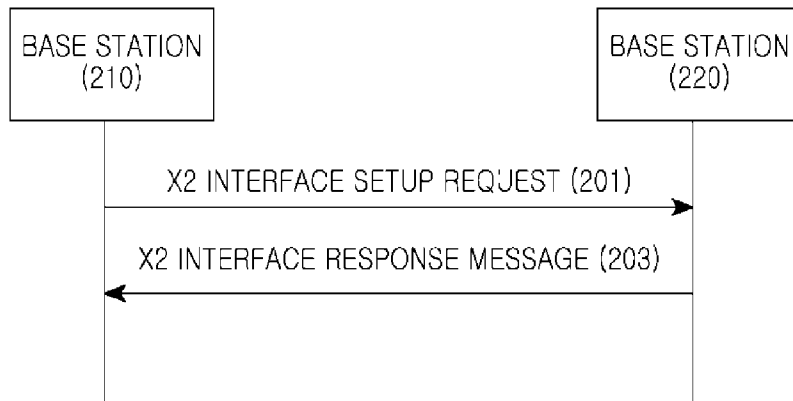 BASE STATION
(210)
BASE STATION
(220)
X2 INTERFACE SETUP REQUEST (201)
X2 INTERFACE RESPONSE MESSAGE (203)